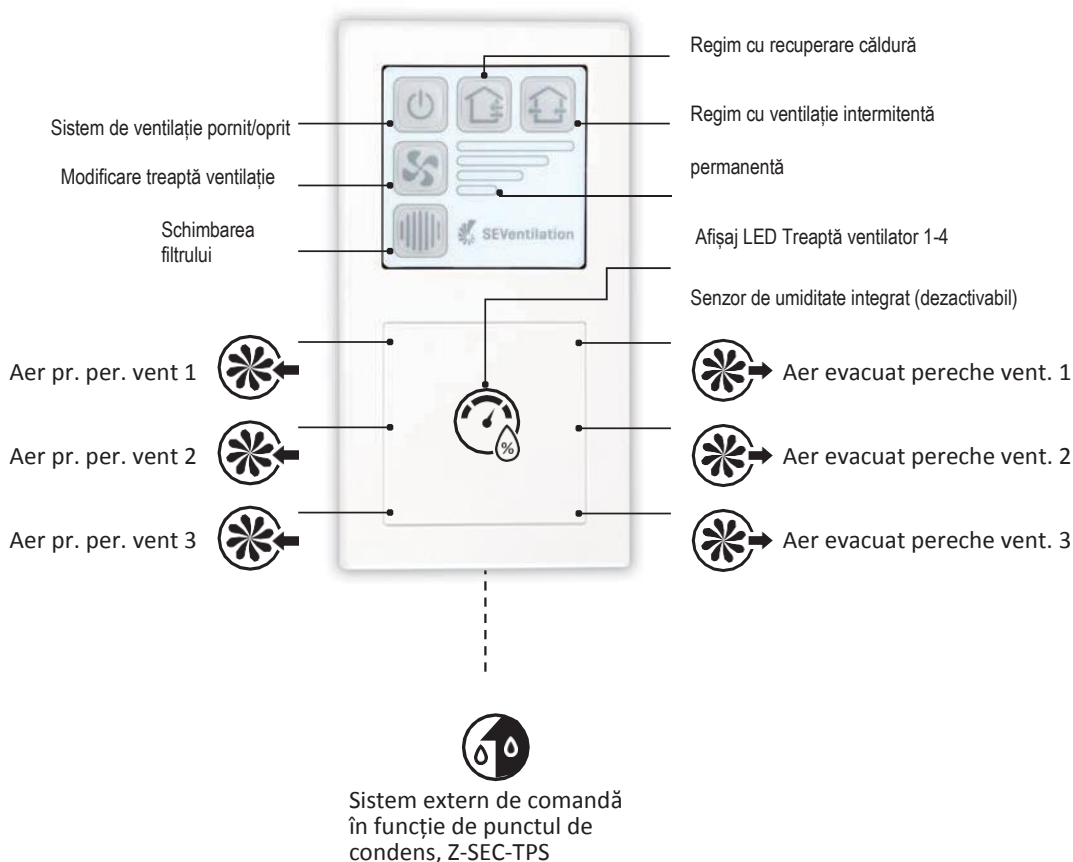 Regim cu recuperare căldură
Sistem de ventilație pornit/oprit
Regim cu ventilație intermitentă
permanentă
Modificare treaptă ventilație
Schimbarea
filtrului
SEVentilation
Afișaj LED Treaptă ventilator 1-4
Senzor de umiditate integrat (dezactivabil)
Aer pr. per. vent 1
Aer evacuat pereche vent. 1
%
Aer pr. per. vent 2
Aer evacuat pereche vent. 2
Aer pr. per. vent 3
Aer evacuat pereche vent. 3
Sistem extern de comandă
în funcție de punctul de
condens, Z-SEC-TPS